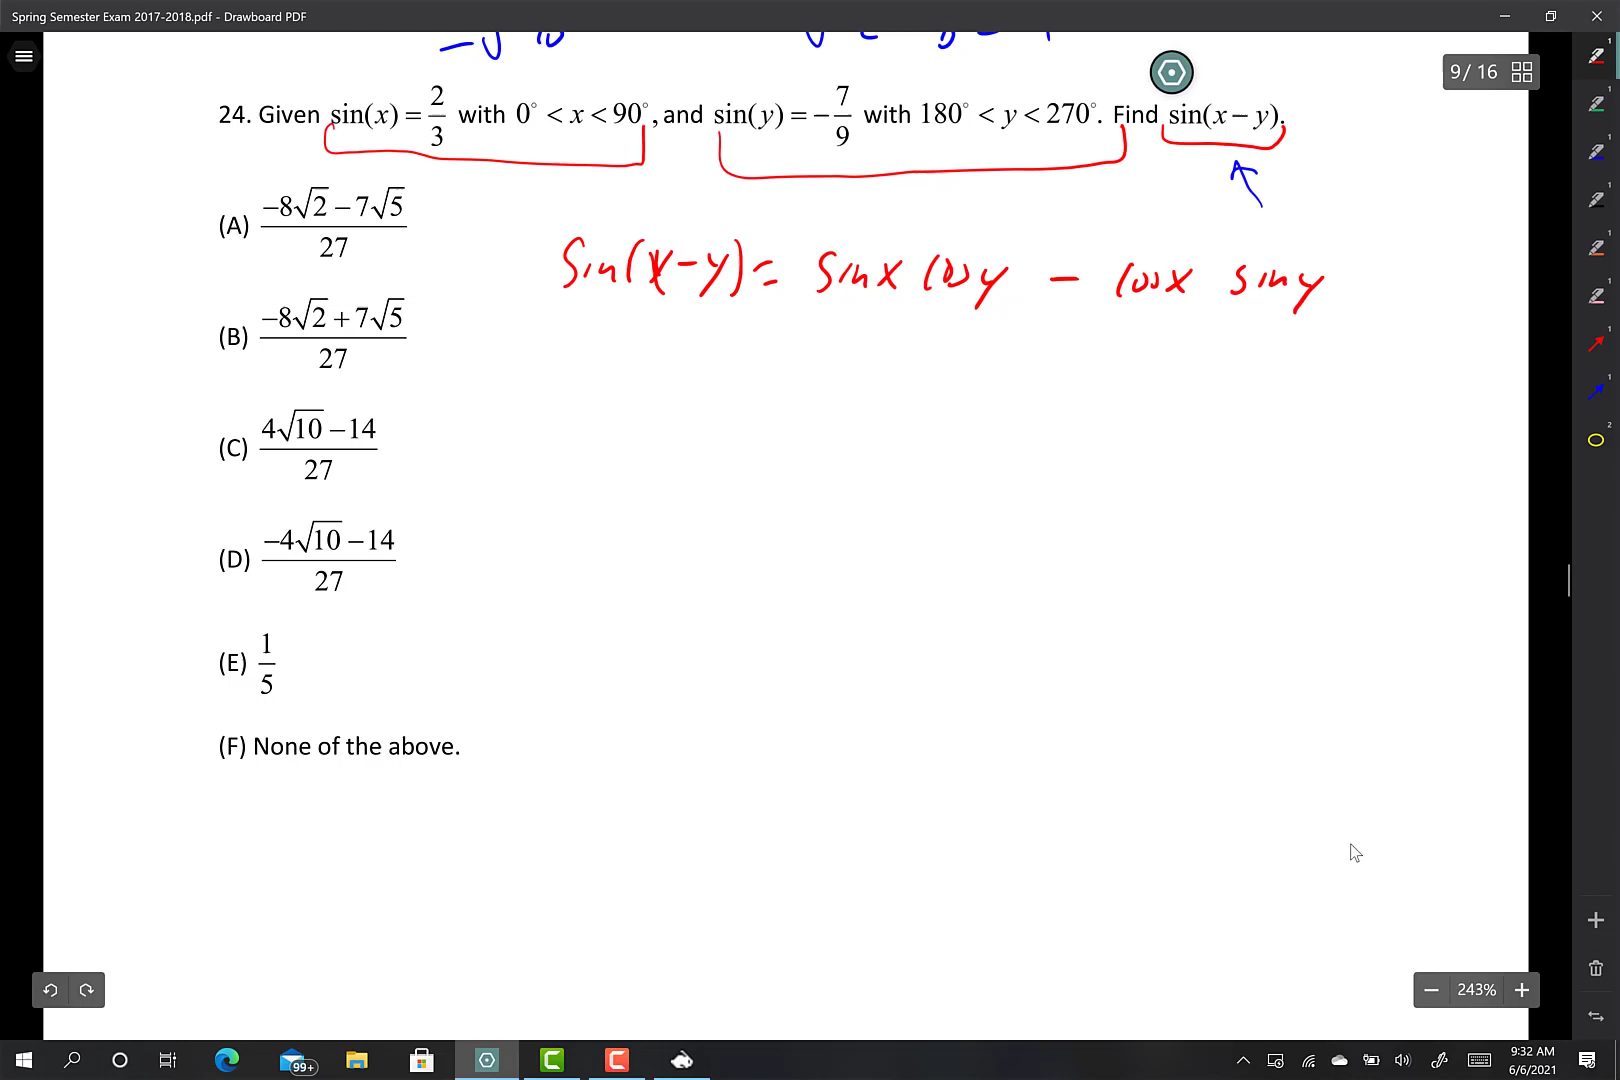 Spring Semester Exam 2017-2018.pdf - Drawboard PDF
9 / 16
24. Given sin(x) = 2/3 with 0° < x < 90°, and sin(y) = −7/9 with 180° < y < 270°. Find sin(x − y).
Sin(x-y) = sinx cosy - cosx siny
(A) (−8√2 − 7√5)/27
(B) (−8√2 + 7√5)/27
(C) (4√10 − 14)/27
(D) (−4√10 − 14)/27
(E) 1/5
(F) None of the above.
243%
99+
9:32 AM
6/6/2021